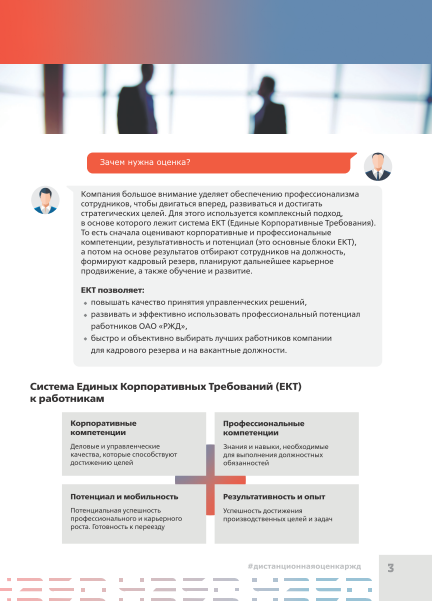 Зачем нужна оценка?
Компания большое внимание уделяет обеспечению профессионализма
сотрудников, чтобы двигаться вперед, развиваться и достигать
стратегических целей. Для этого используется комплексный подход,
в основе которого лежит система ЕКТ (Единые Корпоративные Требования).
То есть сначала оценивают корпоративные и профессиональные
компетенции, результативность и потенциал (это основные блоки ЕКТ),
а потом на основе результатов отбирают сотрудников на должность,
формируют кадровый резерв, планируют дальнейшее карьерное
продвижение, а также обучение и развитие.
ЕКТ позволяет:
• повышать качество принятия управленческих решений,
• развивать и эффективно использовать профессиональный потенциал
работников ОАО «РЖД»,
• быстро и объективно выбирать лучших работников компании
для кадрового резерва и на вакантные должности.
Система Единых Корпоративных Требований (ЕКТ)
к работникам
Корпоративные
компетенции
Деловые и управленческие
качества, которые способствуют
достижению целей
Профессиональные
компетенции
Знания и навыки, необходимые
для выполнения должностных
обязанностей
Потенциал и мобильность
Потенциальная успешность
профессионального и карьерного
роста. Готовность к переезду
Результативность и опыт
Успешность достижения
производственных целей и задач
#дистанционнаяоценкаржд
3